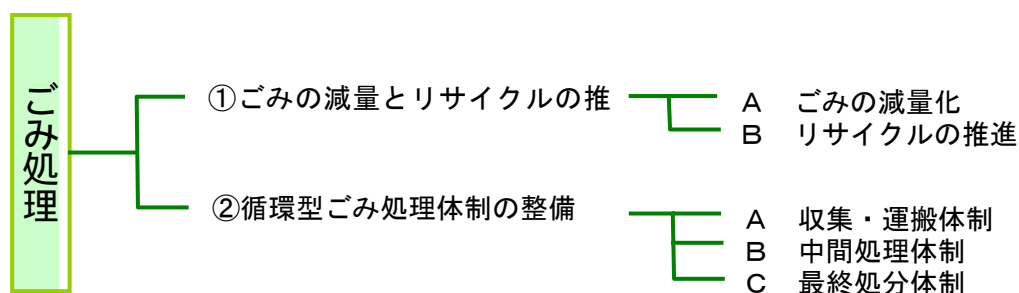 ごみ処理
①ごみの減量とリサイクルの推
A ごみの減量化
B リサイクルの推進
②循環型ごみ処理体制の整備
A 収集・運搬体制
B 中間処理体制
C 最終処分体制